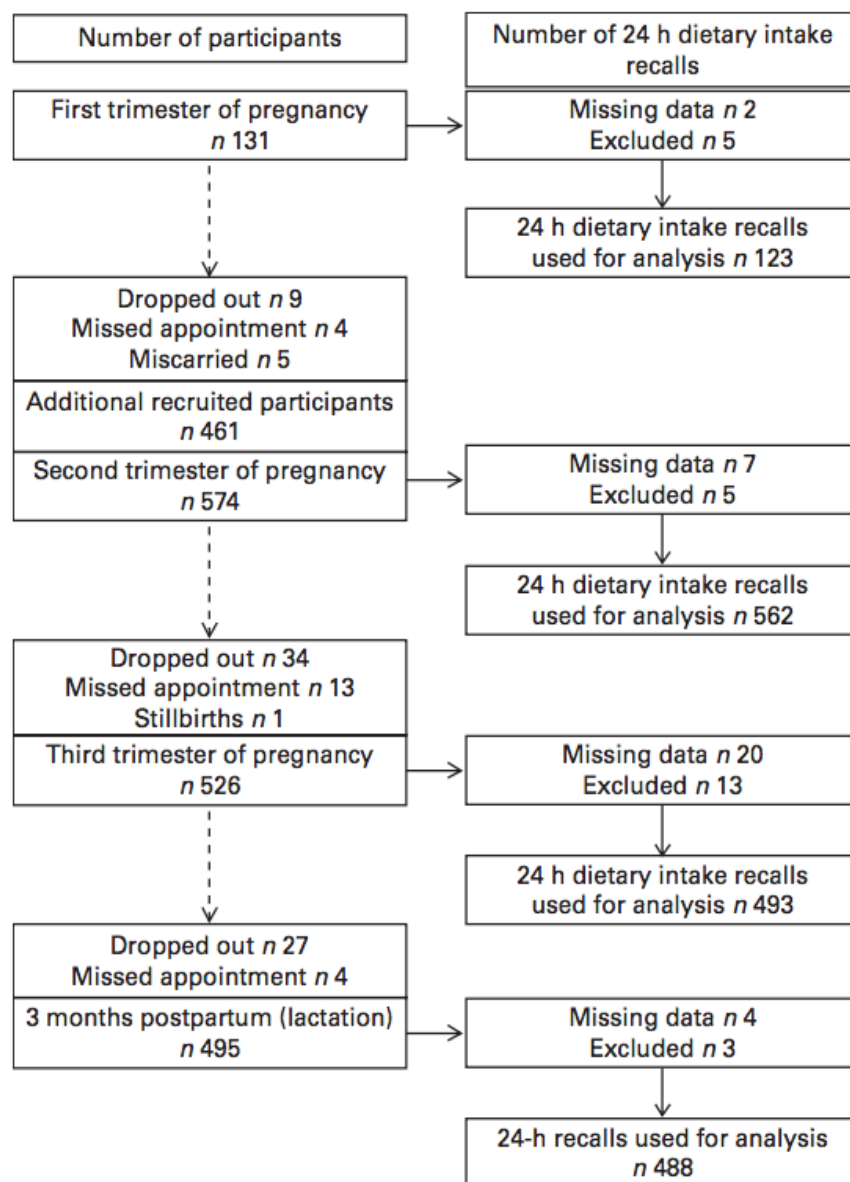 Number of participants
Number of 24 h dietary intake
recalls
First trimester of pregnancy
n 131
Missing data n 2
Excluded n 5
24 h dietary intake recalls
used for analysis n 123
Dropped out n 9
Missed appointment n 4
Miscarried n 5
Additional recruited participants
n 461
Second trimester of pregnancy
n 574
Missing data n 7
Excluded n 5
24 h dietary intake recalls
used for analysis n 562
Dropped out n 34
Missed appointment n 13
Stillbirths n 1
Third trimester of pregnancy
n 526
Missing data n 20
Excluded n 13
24 h dietary intake recalls
used for analysis n 493
Dropped out n 27
Missed appointment n 4
3 months postpartum (lactation)
n 495
Missing data n 4
Excluded n 3
24-h recalls used for analysis
n 488